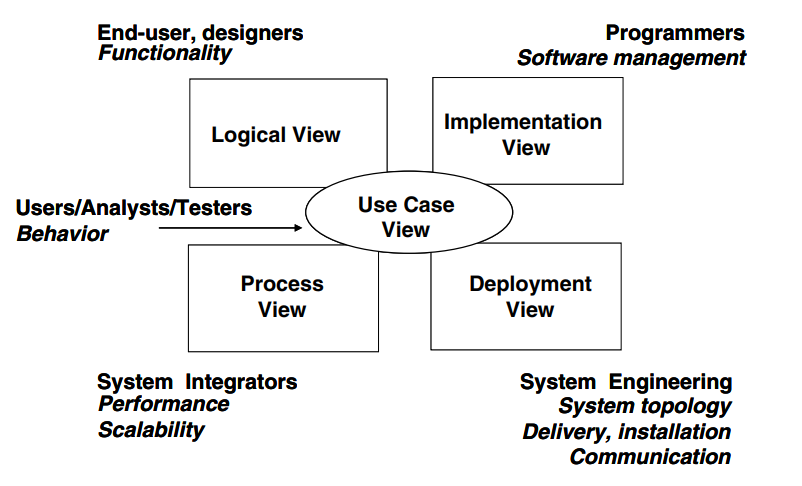 End-user, designers
Functionality
Programmers
Software management
Logical View
Implementation
View
Users/Analysts/Testers
Behavior
Use Case
View
Process
View
Deployment
View
System Integrators
Performance
Scalability
System Engineering
System topology
Delivery, installation
Communication